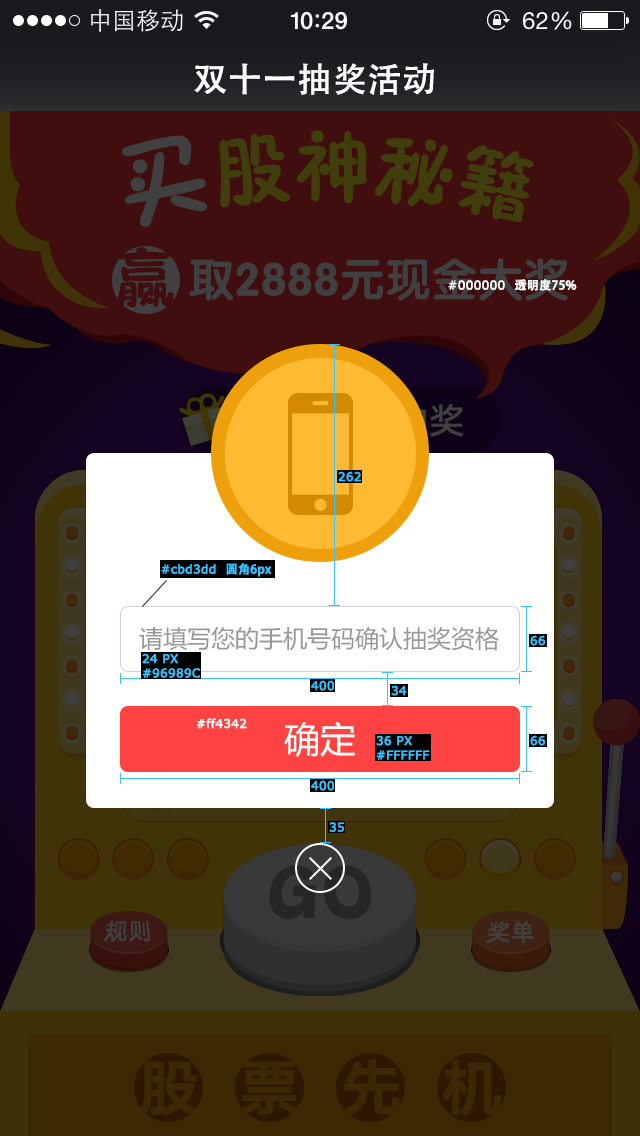 中国移动 10:29 62%
双十一抽奖活动
买股神秘籍
赢取2888元现金大奖
#000000 透明度75%
奖
262
#cbd3dd 圆角6px
请填写您的手机号码确认抽奖资格
66
24 PX
#96989C
400
34
#ff4342
确定
36 PX
#FFFFFF
66
400
35
GO
规则
奖单
股票先机